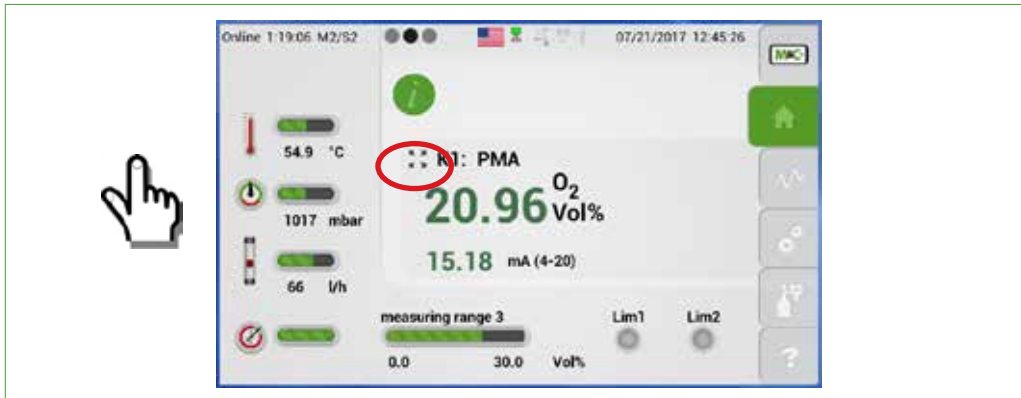 Online 1:19:06 M2/S2 07/21/2017 12:45:26
M&C
i
54.9 °C
K1: PMA
20.96 O2 Vol%
1017 mbar
15.18 mA (4-20)
66 l/h
measuring range 3 Lim1 Lim2
0.0 30.0 Vol%
?